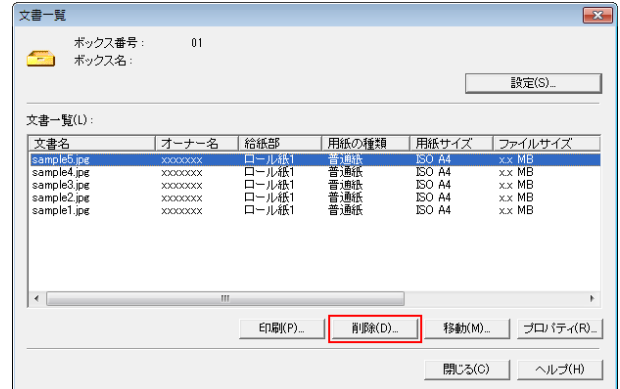 文書一覧
ボックス番号： 01
ボックス名：
設定(S)...
文書一覧(L)：
文書名 オーナー名 給紙部 用紙の種類 用紙サイズ ファイルサイズ
sample5.jpg xxxxxxx ロール紙1 普通紙 ISO A4 x.x MB
sample4.jpg xxxxxxx ロール紙1 普通紙 ISO A4 x.x MB
sample3.jpg xxxxxxx ロール紙1 普通紙 ISO A4 x.x MB
sample2.jpg xxxxxxx ロール紙1 普通紙 ISO A4 x.x MB
sample1.jpg xxxxxxx ロール紙1 普通紙 ISO A4 x.x MB
印刷(P)... 削除(D)... 移動(M)... プロパティ(R)...
閉じる(C) ヘルプ(H)